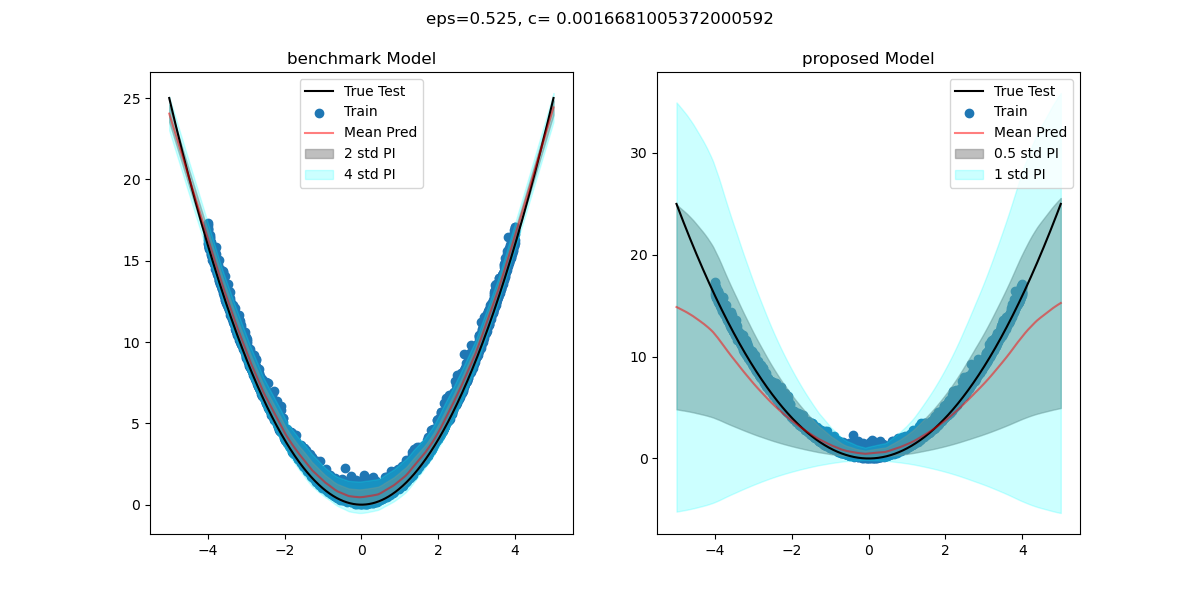 eps=0.525, c= 0.0016681005372000592
benchmark Model
True Test
Train
Mean Pred
2 std PI
4 std PI
25
20
15
10
5
0
−4
−2
0
2
4
proposed Model
True Test
Train
Mean Pred
0.5 std PI
1 std PI
30
20
10
0
−4
−2
0
2
4